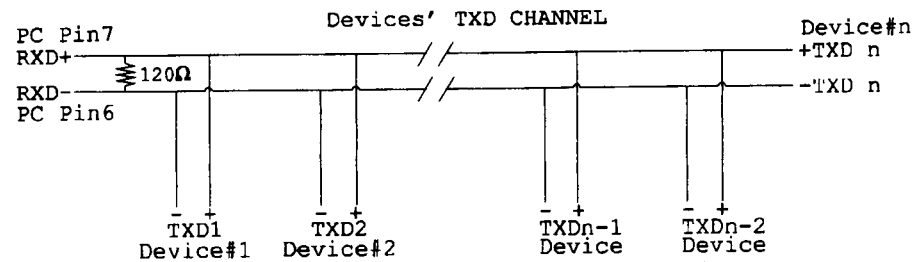 Devices' TXD CHANNEL
PC Pin7
RXD+
120Ω
RXD-
PC Pin6
Device#n
+TXD n
-TXD n
- +
TXD1
Device#1
- +
TXD2
Device#2
- +
TXDn-1
Device
- +
TXDn-2
Device